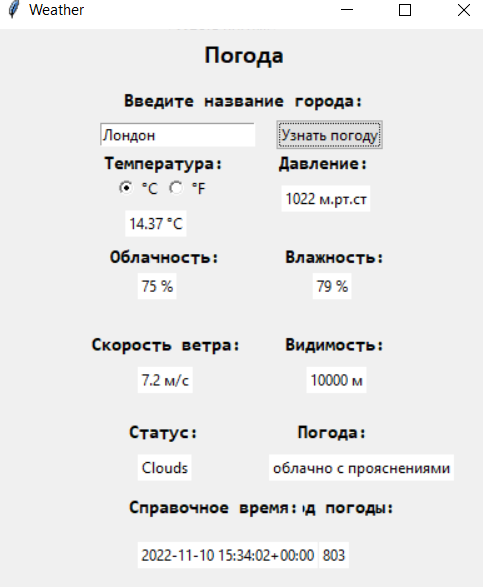 Weather
Погода
Введите название города:
Лондон Узнать погоду
Температура: Давление:
°C °F 1022 м.рт.ст
14.37 °C
Облачность: Влажность:
75 % 79 %
Скорость ветра: Видимость:
7.2 м/с 10000 м
Статус: Погода:
Clouds облачно с прояснениями
Справочное время: погоды:
2022-11-10 15:34:02+00:00 803